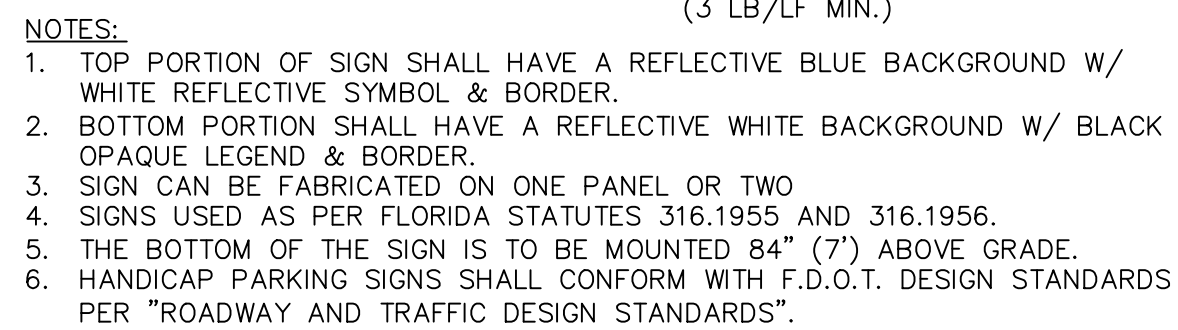 (3 LB/LF MIN.)
NOTES:
1. TOP PORTION OF SIGN SHALL HAVE A REFLECTIVE BLUE BACKGROUND W/
WHITE REFLECTIVE SYMBOL & BORDER.
2. BOTTOM PORTION SHALL HAVE A REFLECTIVE WHITE BACKGROUND W/ BLACK
OPAQUE LEGEND & BORDER.
3. SIGN CAN BE FABRICATED ON ONE PANEL OR TWO
4. SIGNS USED AS PER FLORIDA STATUTES 316.1955 AND 316.1956.
5. THE BOTTOM OF THE SIGN IS TO BE MOUNTED 84" (7') ABOVE GRADE.
6. HANDICAP PARKING SIGNS SHALL CONFORM WITH F.D.O.T. DESIGN STANDARDS
PER "ROADWAY AND TRAFFIC DESIGN STANDARDS".